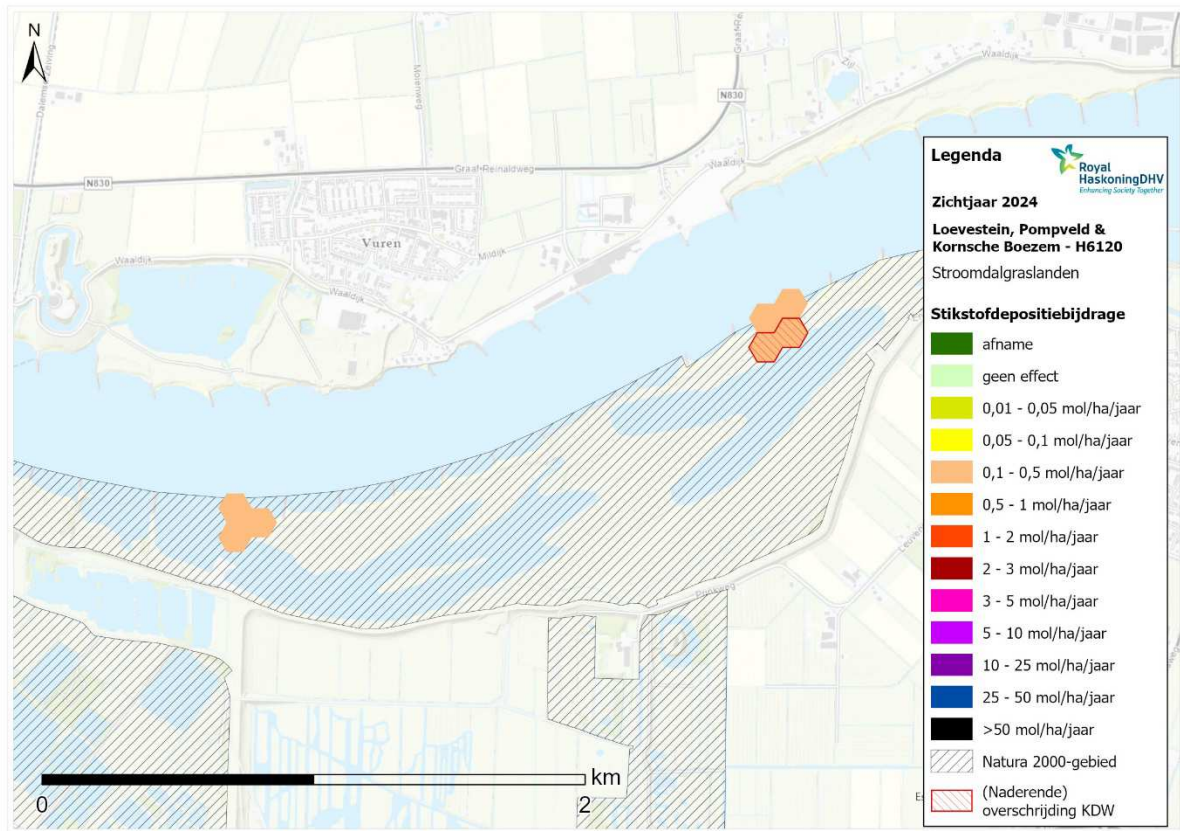 N
N830
Dalems
Molenweg
N830
Graaf Reinaldweg
Waaldijk
Waaldijk
Vuren
Mildijk
Waaldijk
Waaldijk
Legenda
Royal
HaskoningDHV
Enhancing Society Together
Zichtjaar 2024
Loevestein, Pompveld &
Kornsche Boezem - H6120
Stroomdalgraslanden
Stikstofdepositiebijdrage
afname
geen effect
0,01 - 0,05 mol/ha/jaar
0,05 - 0,1 mol/ha/jaar
0,1 - 0,5 mol/ha/jaar
0,5 - 1 mol/ha/jaar
1 - 2 mol/ha/jaar
2 - 3 mol/ha/jaar
3 - 5 mol/ha/jaar
5 - 10 mol/ha/jaar
10 - 25 mol/ha/jaar
25 - 50 mol/ha/jaar
>50 mol/ha/jaar
Natura 2000-gebied
(Naderende)
overschrijding KDW
km
0
2